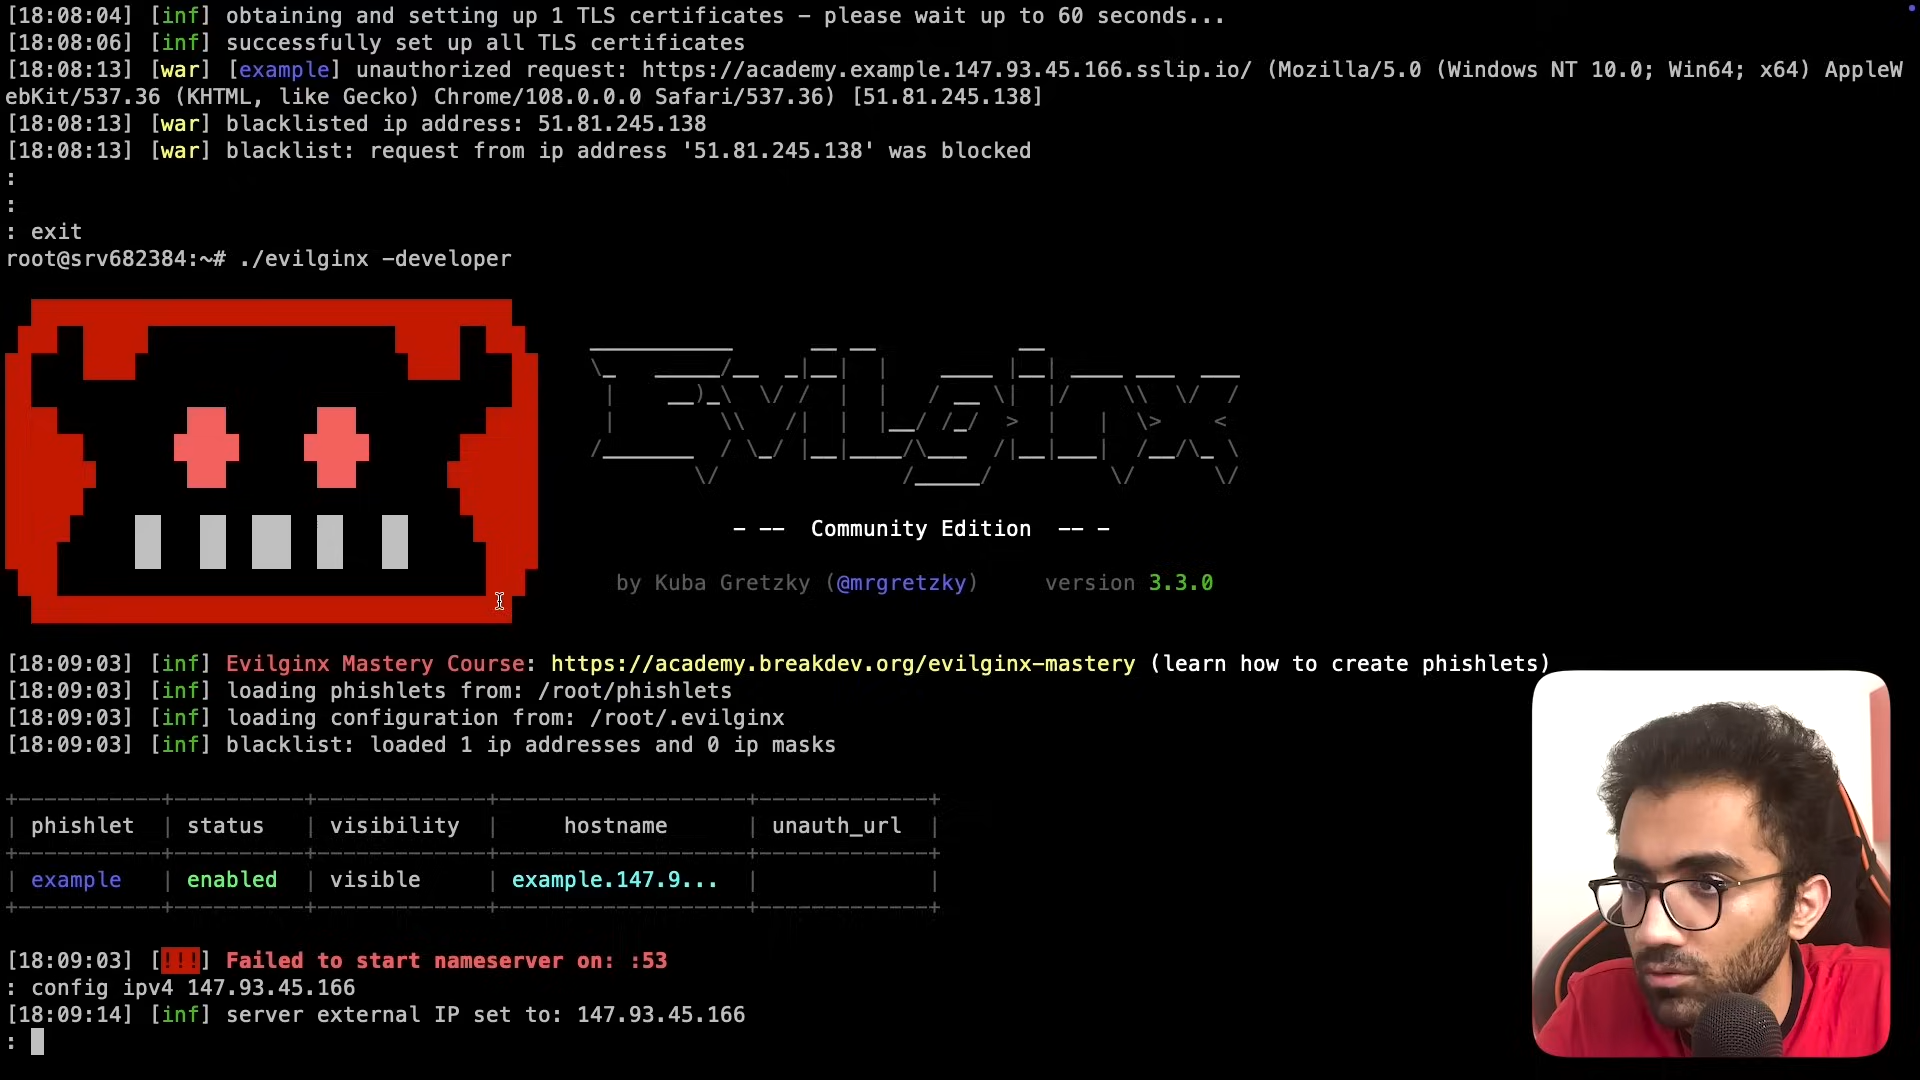 [18:08:04] [inf] obtaining and setting up 1 TLS certificates - please wait up to 60 seconds...
[18:08:06] [inf] successfully set up all TLS certificates
[18:08:13] [war] [example] unauthorized request: https://academy.example.147.93.45.166.sslip.io/ (Mozilla/5.0 (Windows NT 10.0; Win64; x64) AppleW
ebKit/537.36 (KHTML, like Gecko) Chrome/108.0.0.0 Safari/537.36) [51.81.245.138]
[18:08:13] [war] blacklisted ip address: 51.81.245.138
[18:08:13] [war] blacklist: request from ip address '51.81.245.138' was blocked
:
:
: exit
root@srv682384:~# ./evilginx -developer
Evilginx
- -- Community Edition -- -
by Kuba Gretzky (@mrgretzky) version 3.3.0
[18:09:03] [inf] Evilginx Mastery Course: https://academy.breakdev.org/evilginx-mastery (learn how to create phishlets)
[18:09:03] [inf] loading phishlets from: /root/phishlets
[18:09:03] [inf] loading configuration from: /root/.evilginx
[18:09:03] [inf] blacklist: loaded 1 ip addresses and 0 ip masks
| phishlet | status | visibility | hostname | unauth_url |
| example | enabled | visible | example.147.9... | |
[18:09:03] [!!!] Failed to start nameserver on: :53
: config ipv4 147.93.45.166
[18:09:14] [inf] server external IP set to: 147.93.45.166
: